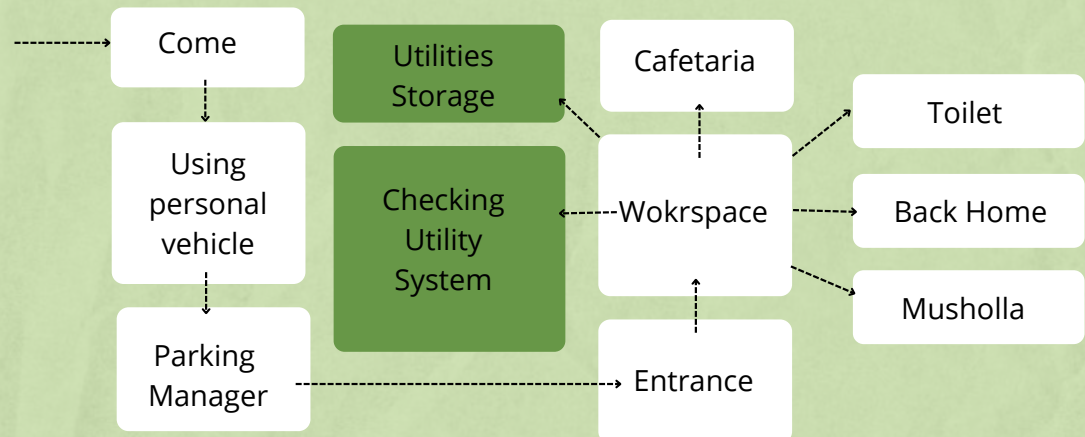 Come
Using
personal
vehicle
Parking
Manager
Utilities
Storage
Checking
Utility
System
Cafetaria
Wokrspace
Entrance
Toilet
Back Home
Musholla